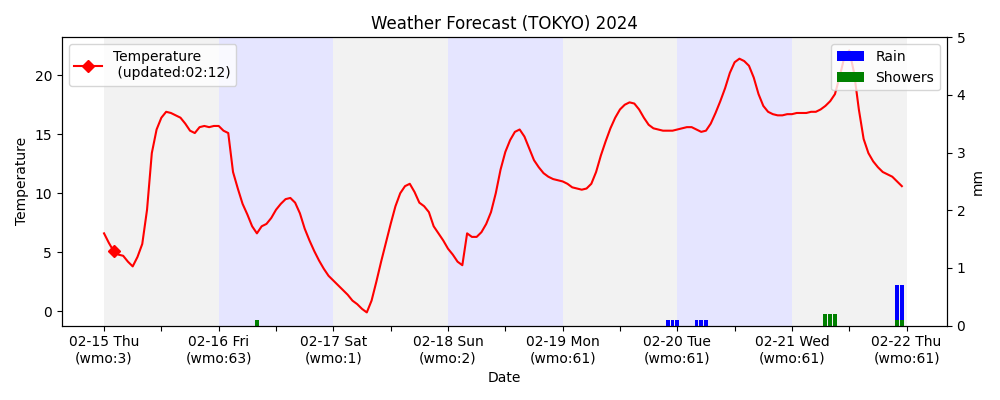 Weather Forecast (TOKYO) 2024
Temperature
(updated:02:12)
Rain
Showers
Temperature
20
15
10
5
0
mm
5
4
3
2
1
0
02-15 Thu
(wmo:3)
02-16 Fri
(wmo:63)
02-17 Sat
(wmo:1)
02-18 Sun
(wmo:2)
02-19 Mon
(wmo:61)
02-20 Tue
(wmo:61)
02-21 Wed
(wmo:61)
02-22 Thu
(wmo:61)
Date